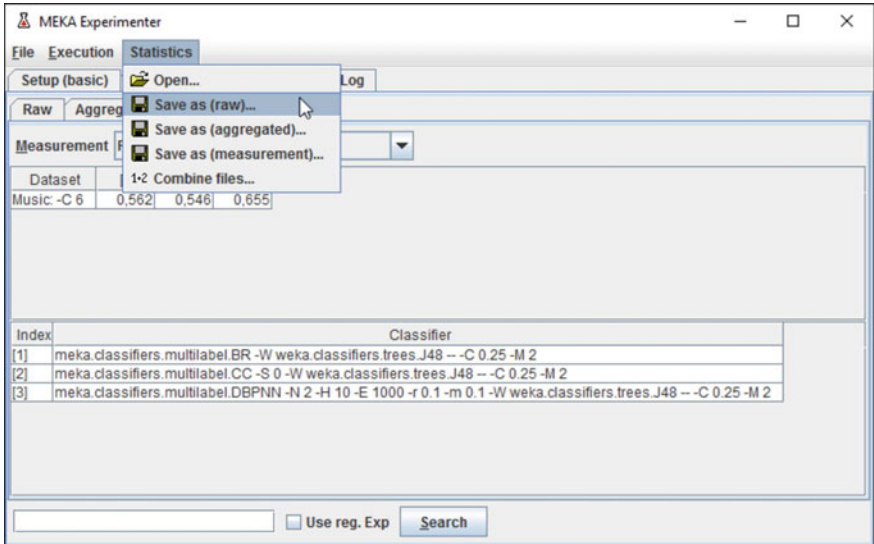 MEKA Experimenter
File Execution Statistics
Setup (basic) Open... Log
Raw Aggreg Save as (raw)...
Save as (aggregated)...
Measurement Save as (measurement)...
Dataset 1+2 Combine files...
Music: -C 6 0,562 0,546 0,655
Index Classifier
[1] meka.classifiers.multilabel.BR -W weka.classifiers.trees.J48 -- -C 0.25 -M 2
[2] meka.classifiers.multilabel.CC -S 0 -W weka.classifiers.trees.J48 -- -C 0.25 -M 2
[3] meka.classifiers.multilabel.DBPNN -N 2 -H 10 -E 1000 -r 0.1 -m 0.1 -W weka.classifiers.trees.J48 -- -C 0.25 -M 2
Use reg. Exp Search